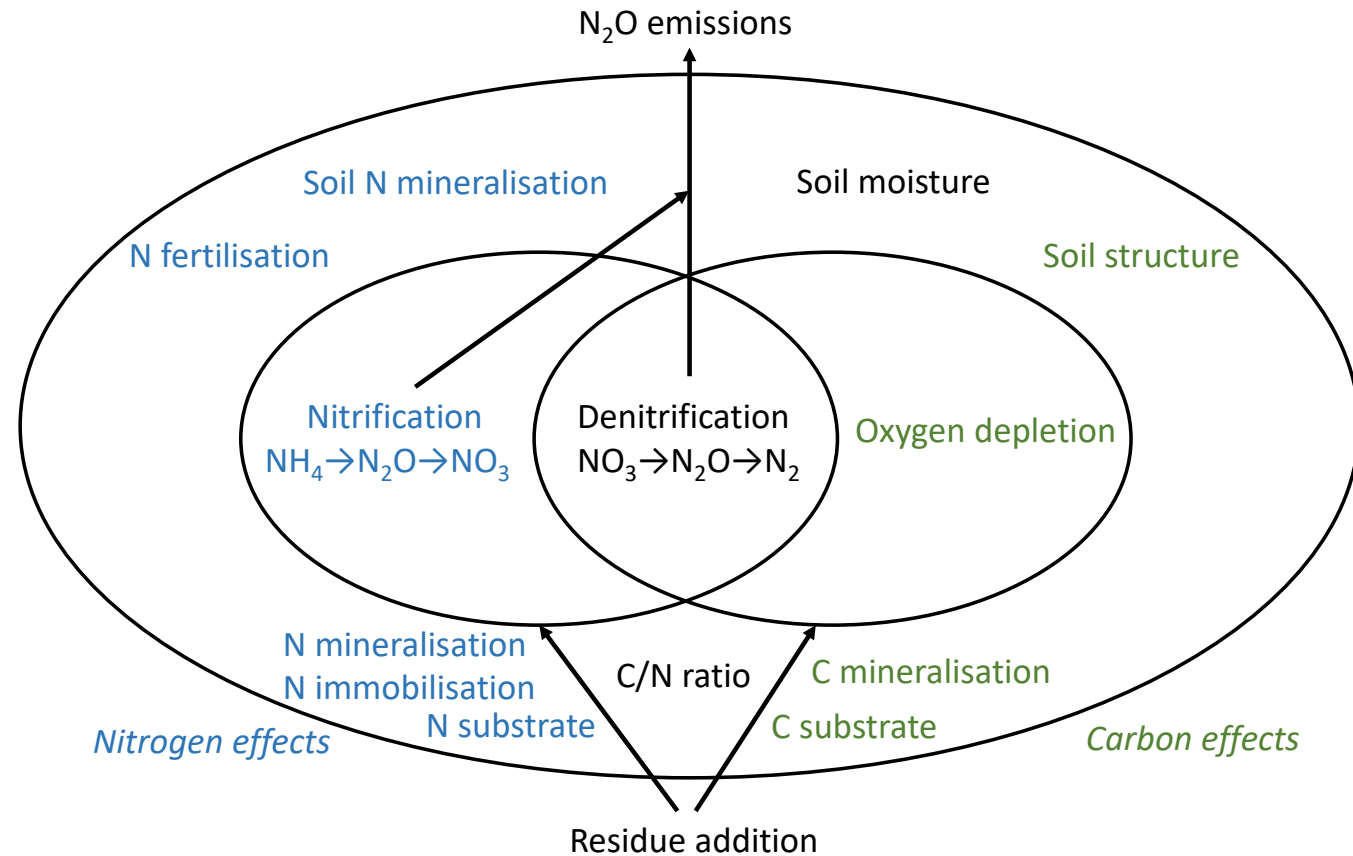 N₂O emissions
Soil N mineralisation
Soil moisture
N fertilisation
Soil structure
Nitrification
NH₄→N₂O→NO₃
Denitrification
NO₃→N₂O→N₂
Oxygen depletion
N mineralisation
N immobilisation
N substrate
C/N ratio
C mineralisation
C substrate
Nitrogen effects
Carbon effects
Residue addition